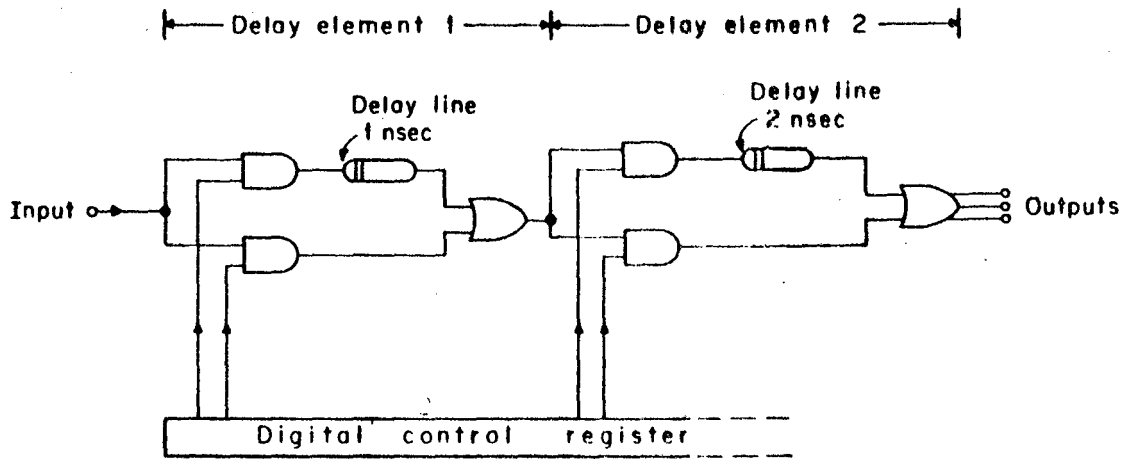 Delay element 1
Delay element 2
Delay line
1 nsec
Delay line
2 nsec
Input
Outputs
Digital control register